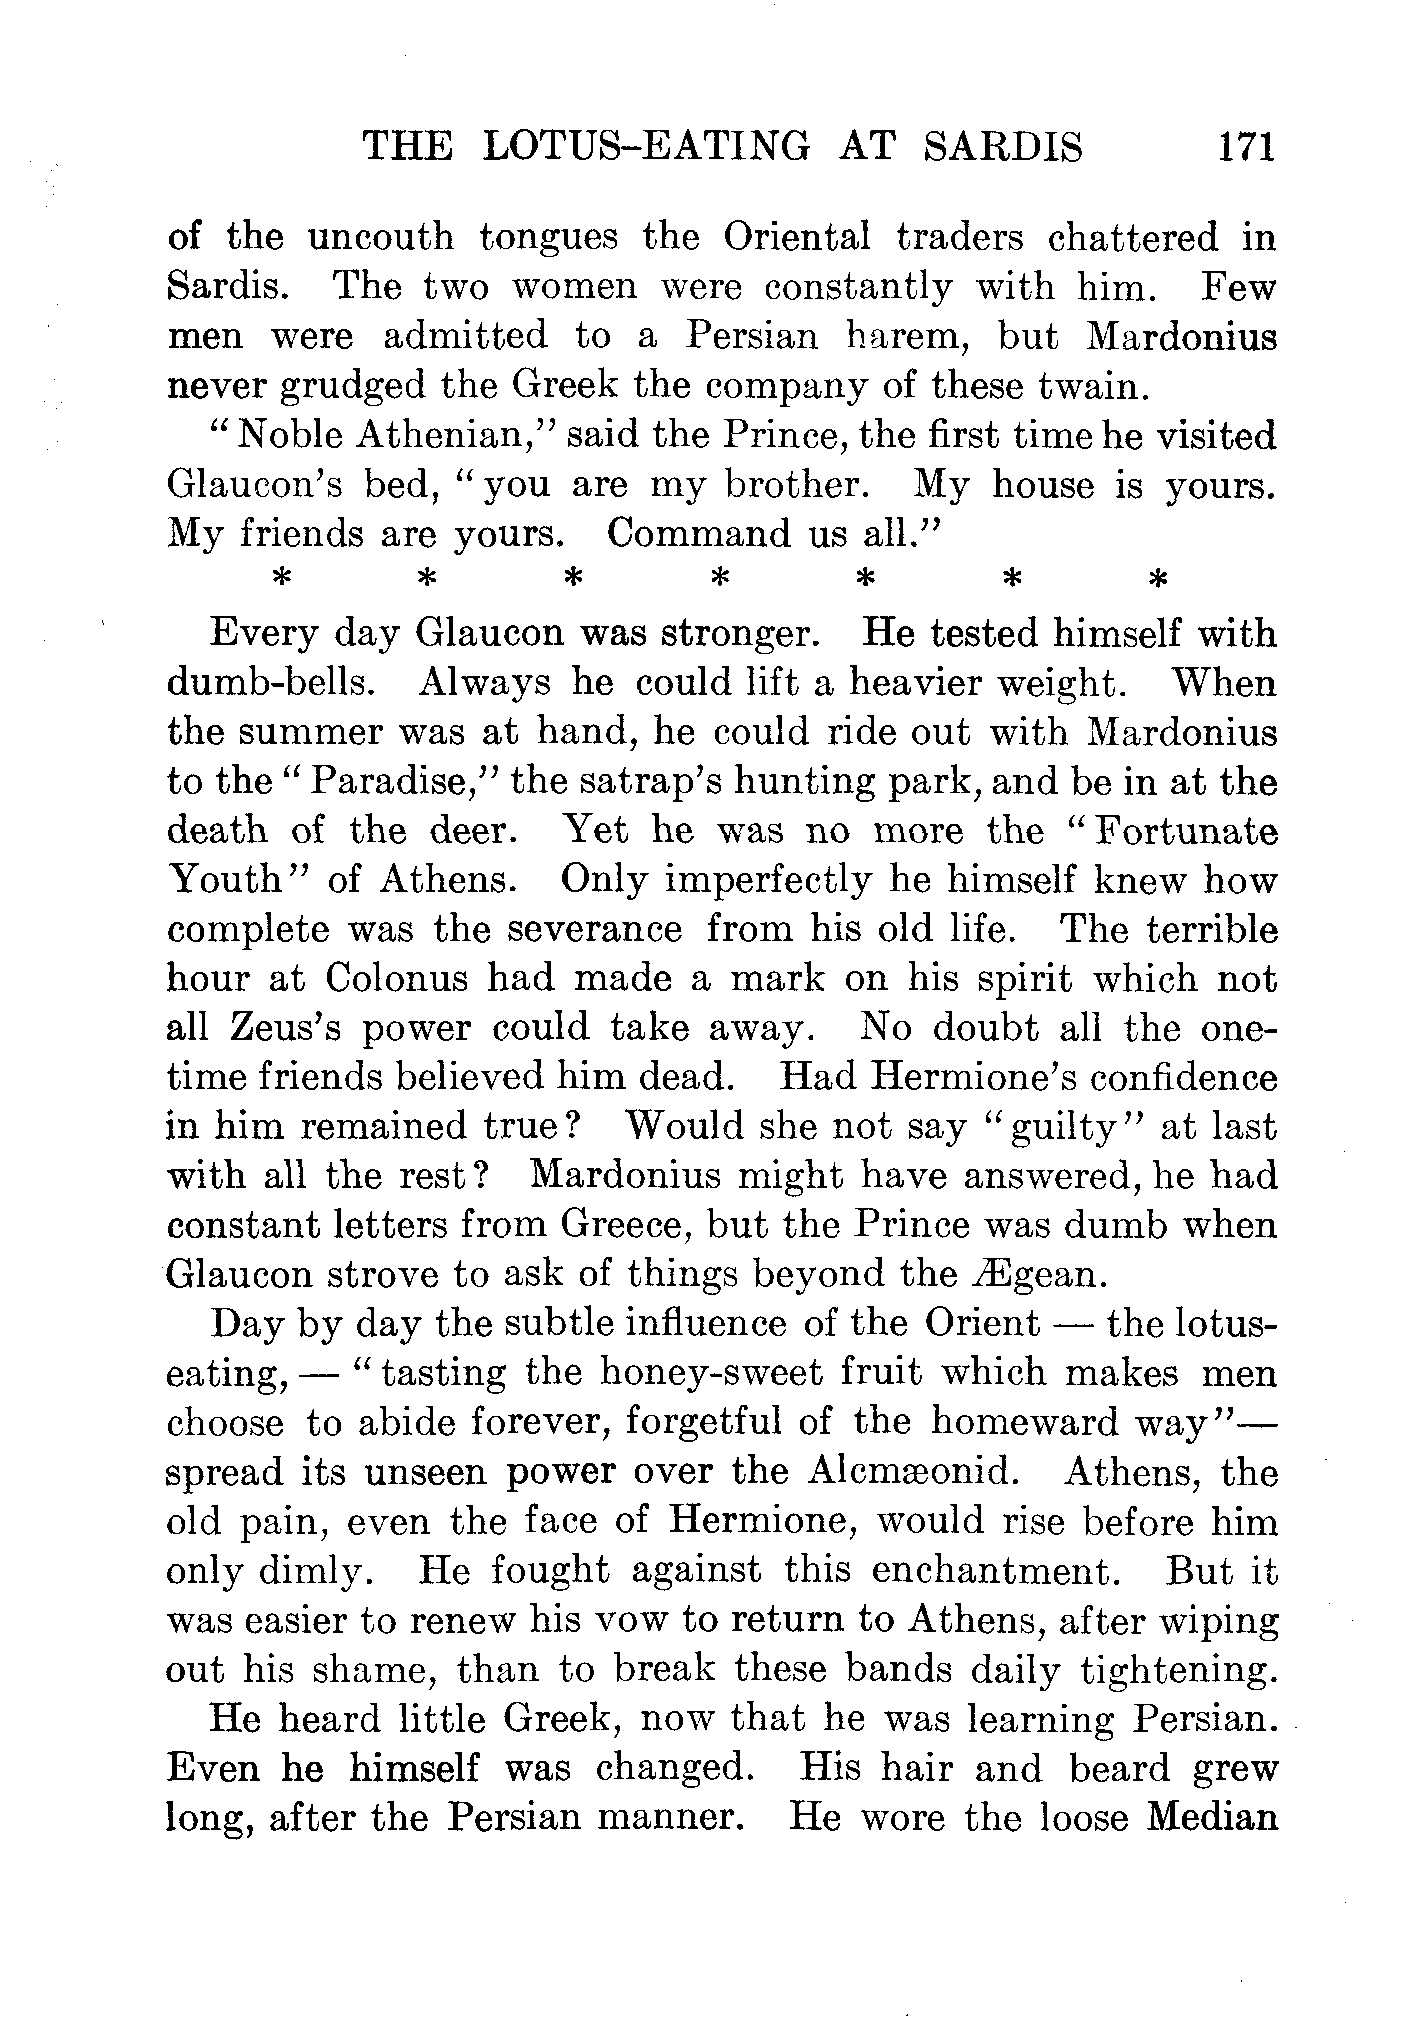 THE LOTUS-EATING AT SARDIS 171
of the uncouth tongues the Oriental traders chattered in
Sardis. The two women were constantly with him. Few
men were admitted to a Persian harem, but Mardonius
never grudged the Greek the company of these twain.
“Noble Athenian,” said the Prince, the first time he visited
Glaucon’s bed, “you are my brother. My house is yours.
My friends are yours. Command us all.”
* * * * * * *
Every day Glaucon was stronger. He tested himself with
dumb-bells. Always he could lift a heavier weight. When
the summer was at hand, he could ride out with Mardonius
to the “Paradise,” the satrap’s hunting park, and be in at the
death of the deer. Yet he was no more the “Fortunate
Youth” of Athens. Only imperfectly he himself knew how
complete was the severance from his old life. The terrible
hour at Colonus had made a mark on his spirit which not
all Zeus’s power could take away. No doubt all the one-
time friends believed him dead. Had Hermione’s confidence
in him remained true? Would she not say “guilty” at last
with all the rest? Mardonius might have answered, he had
constant letters from Greece, but the Prince was dumb when
Glaucon strove to ask of things beyond the Ægean.
Day by day the subtle influence of the Orient — the lotus-
eating, — “tasting the honey-sweet fruit which makes men
choose to abide forever, forgetful of the homeward way”—
spread its unseen power over the Alcmæonid. Athens, the
old pain, even the face of Hermione, would rise before him
only dimly. He fought against this enchantment. But it
was easier to renew his vow to return to Athens, after wiping
out his shame, than to break these bands daily tightening.
He heard little Greek, now that he was learning Persian.
Even he himself was changed. His hair and beard grew
long, after the Persian manner. He wore the loose Median